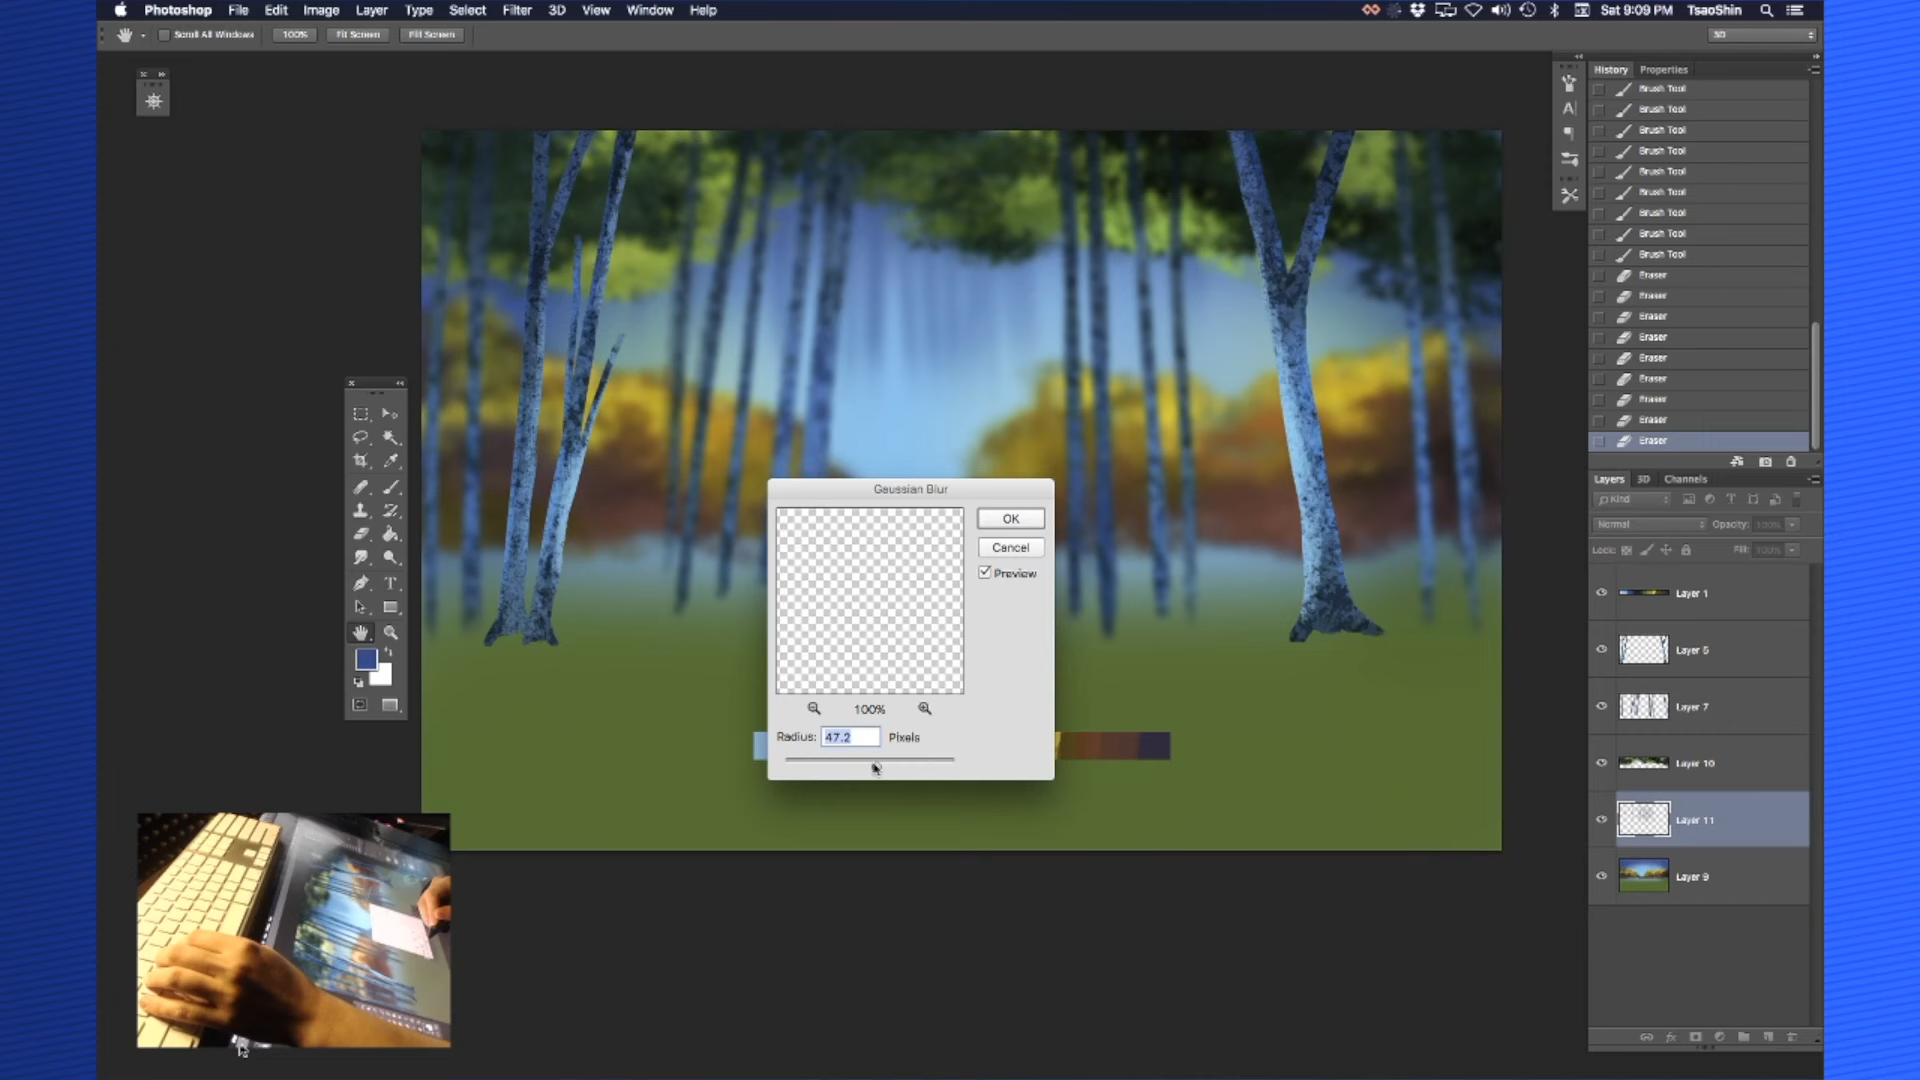 Photoshop File Edit Image Layer Type Select Filter 3D View Window Help
Sat 9:09 PM TsaoShin
Scroll All Windows 100% Fit Screen Fill Screen
3D
History Properties
Brush Tool
Brush Tool
Brush Tool
Brush Tool
Brush Tool
Brush Tool
Brush Tool
Brush Tool
Brush Tool
Eraser
Eraser
Eraser
Eraser
Eraser
Eraser
Eraser
Eraser
Eraser
Layers 3D Channels
Kind
Normal Opacity: 100%
Lock: Fill: 100%
Layer 1
Layer 5
Layer 7
Layer 10
Layer 11
Layer 9
Gaussian Blur
OK
Cancel
Preview
100%
Radius: 47.2 Pixels